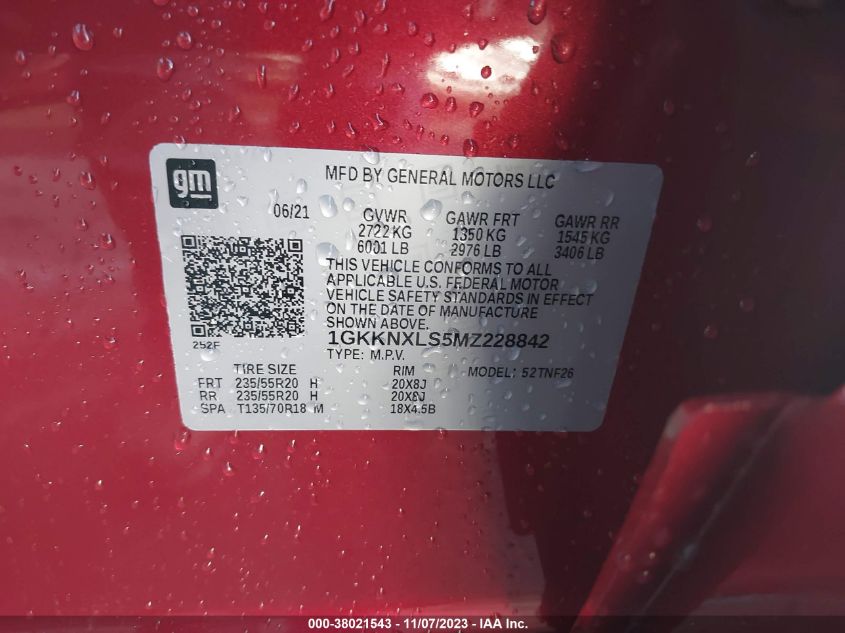 gm
MFD BY GENERAL MOTORS LLC
06/21
GVWR GAWR FRT GAWR RR
2722 KG 1350 KG 1545 KG
6001 LB 2976 LB 3406 LB
THIS VEHICLE CONFORMS TO ALL
APPLICABLE U.S. FEDERAL MOTOR
VEHICLE SAFETY STANDARDS IN EFFECT
ON THE DATE OF MANUFACTURE
SHOWN ABOVE.
252F
1GKKNXLS5MZ228842
TYPE: M.P.V.
TIRE SIZE RIM MODEL: 52TNF26
FRT 235/55R20 H 20X8J
RR 235/55R20 H 20X8J
SPA T135/70R18 M 18X4.5B
000-38021543 - 11/07/2023 - IAA Inc.